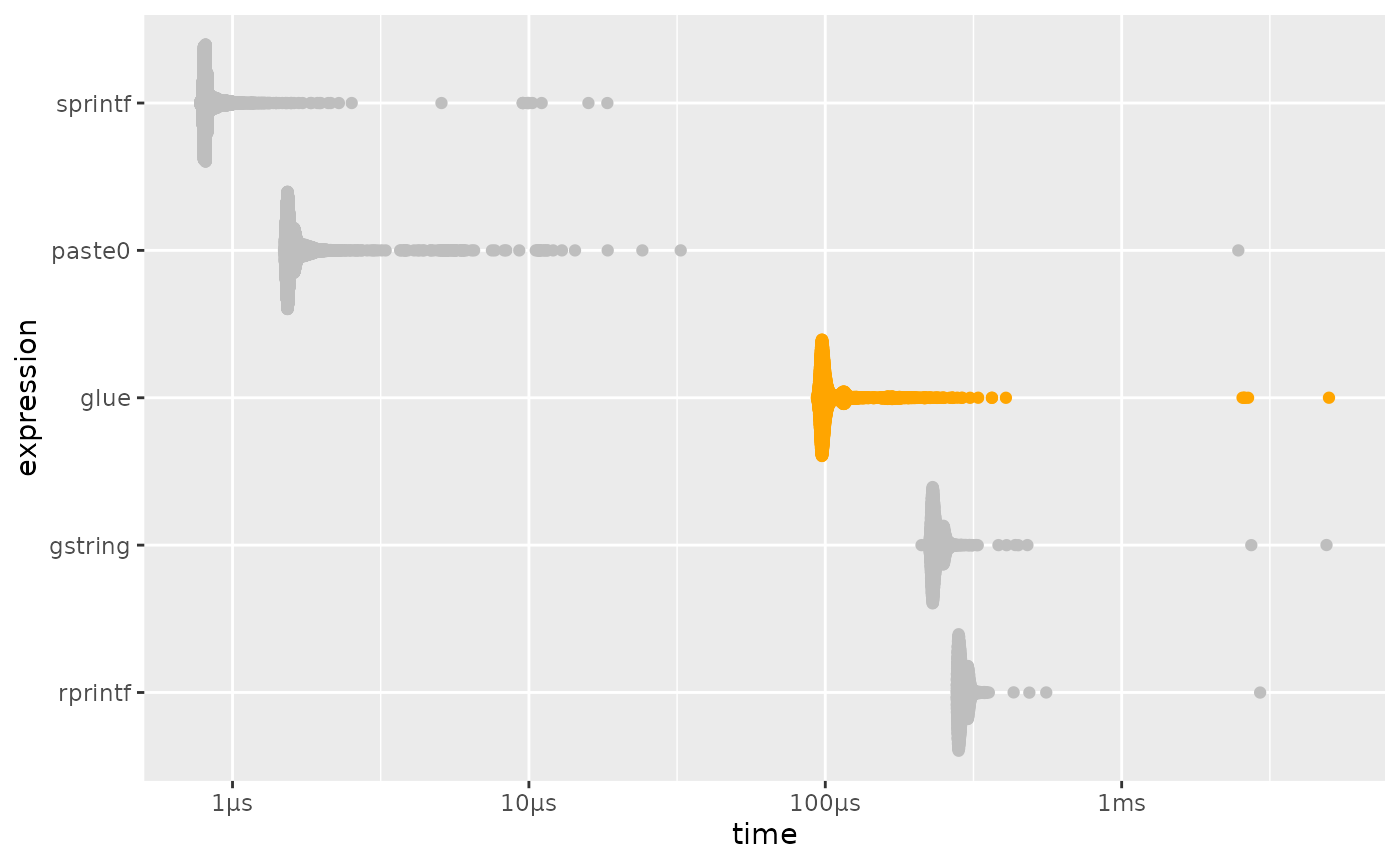 sprintf
paste0
glue
gstring
rprintf
expression
1µs
10µs
100µs
1ms
time